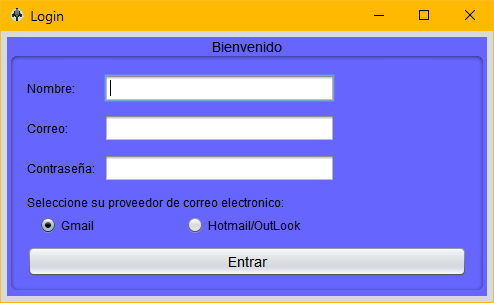 Login
Bienvenido
Nombre:
Correo:
Contraseña:
Seleccione su proveedor de correo electronico:
Gmail Hotmail/OutLook
Entrar